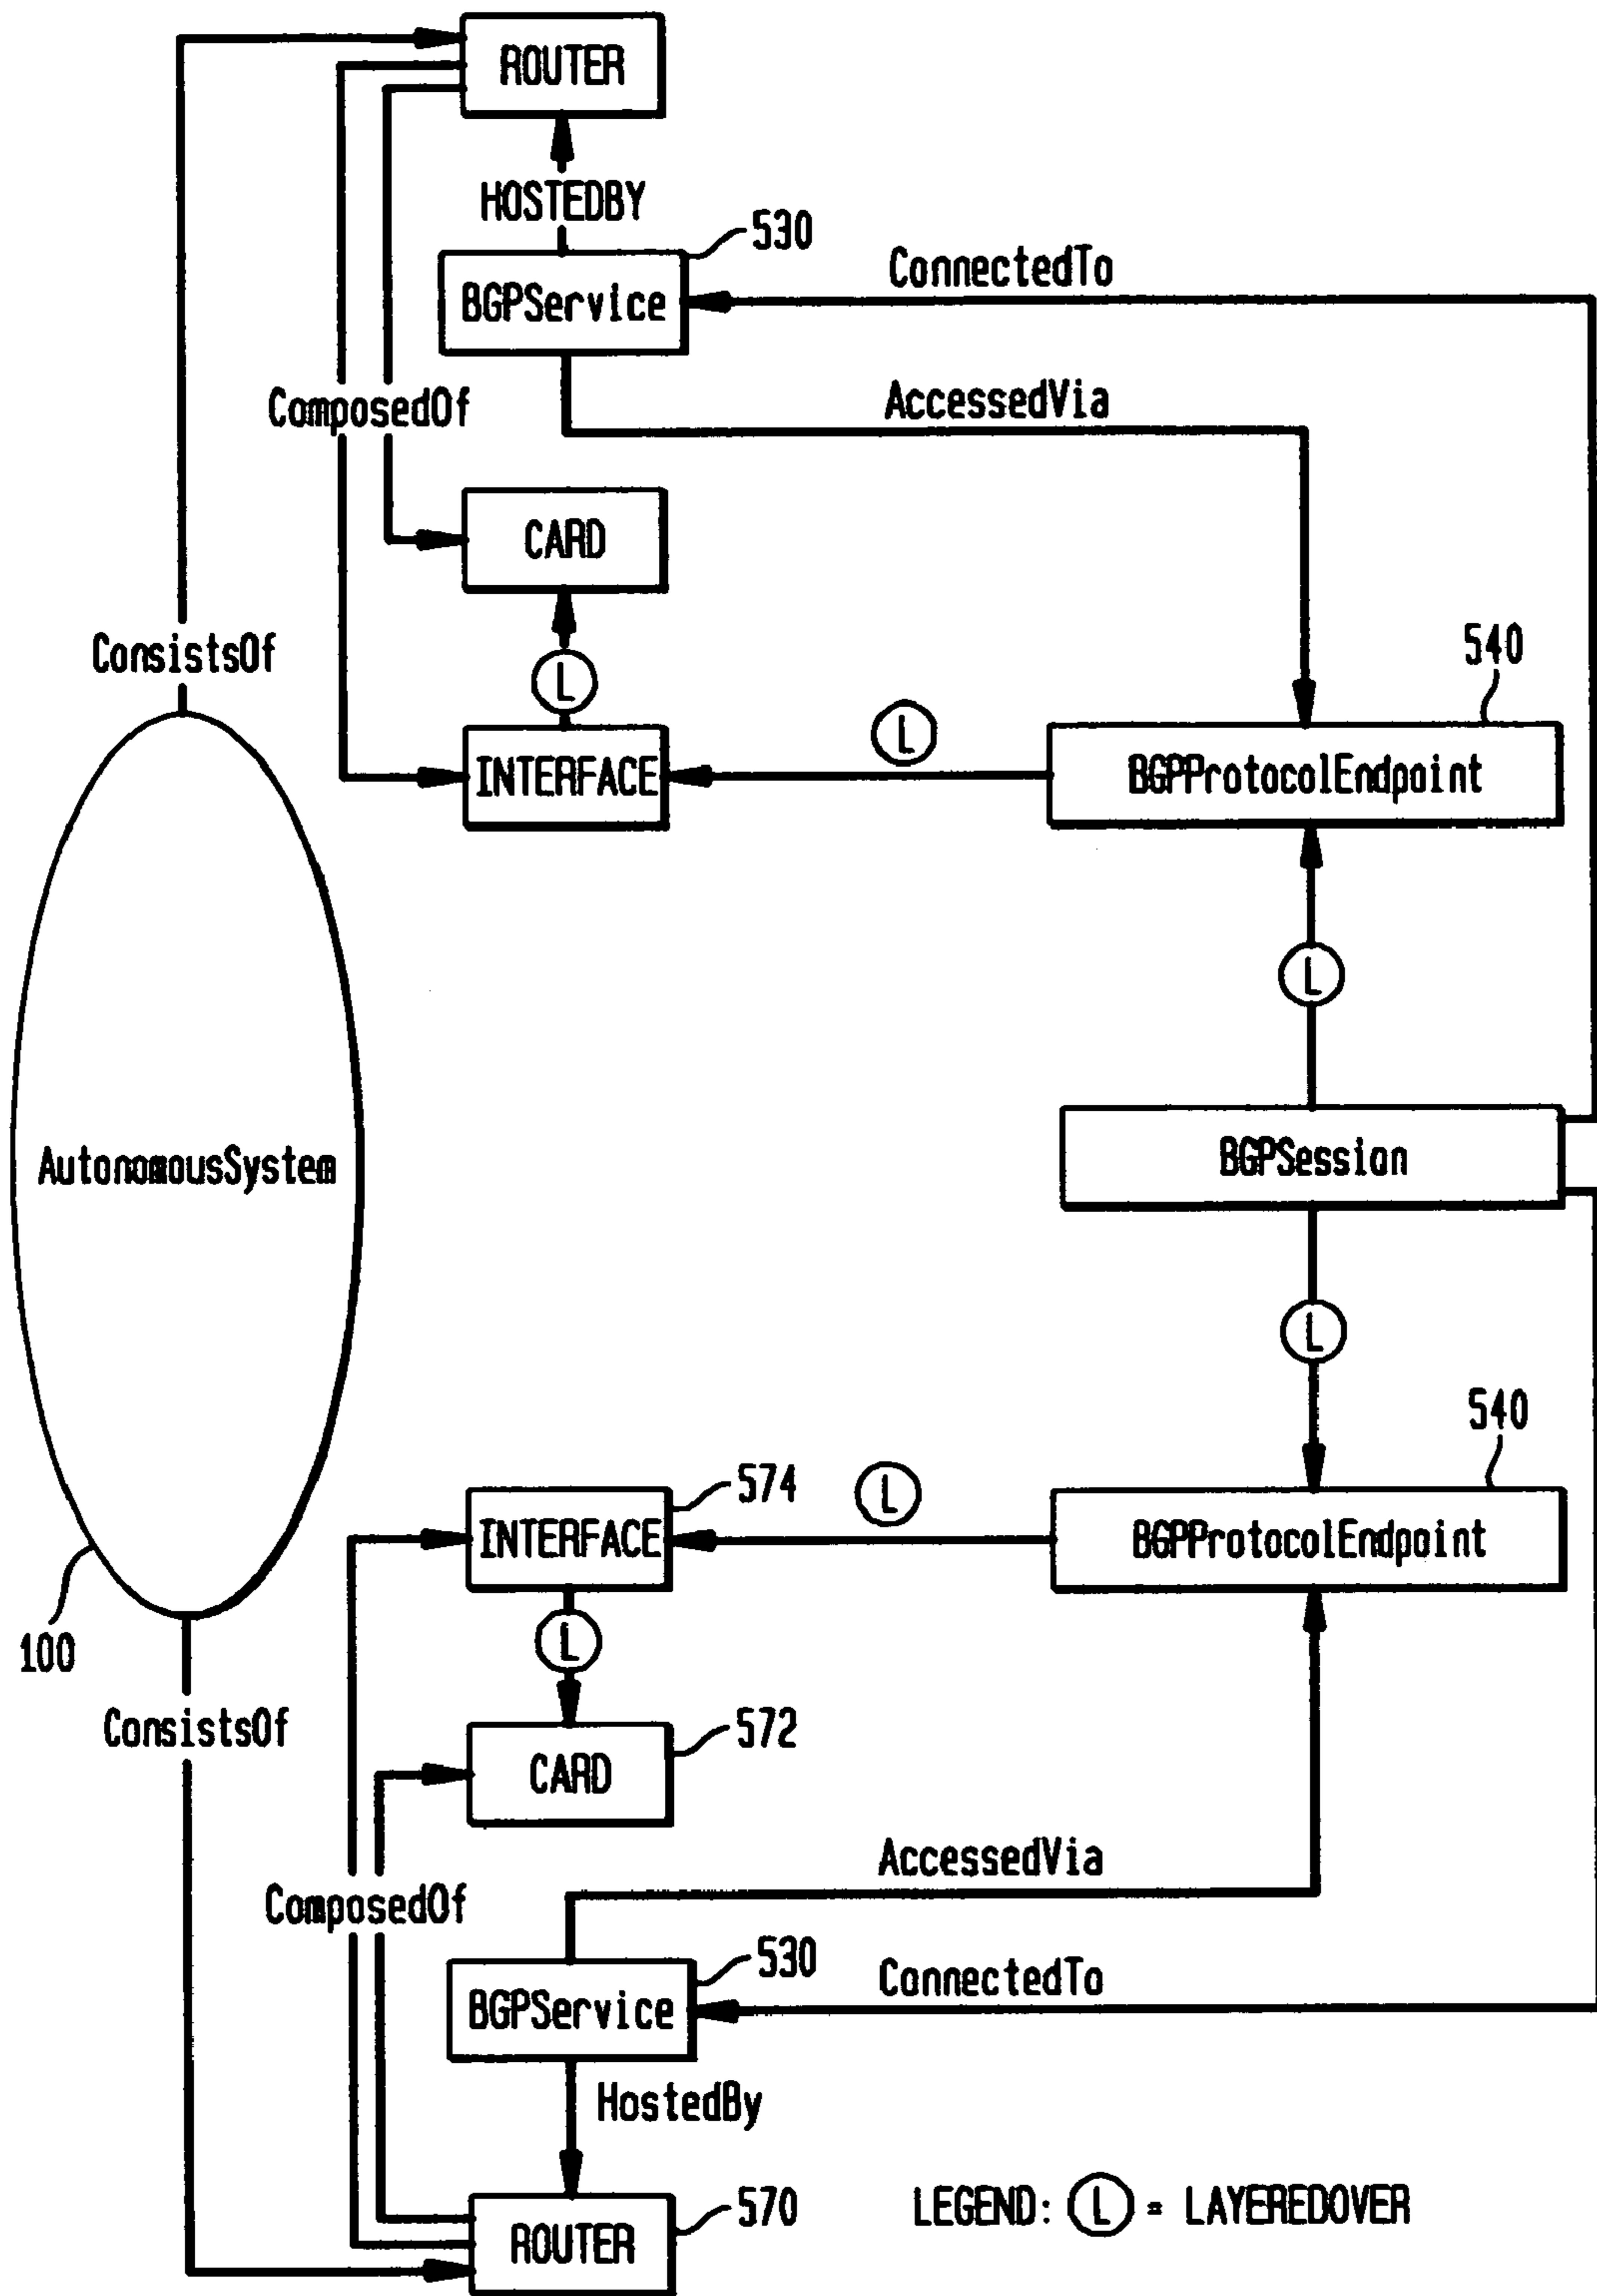 ROUTER
HOSTEDBY
530
BGPService
ConnectedTo
AccessedVia
ComposedOf
CARD
ConsistsOf
L
540
L
INTERFACE
BGPProtocolEndpoint
L
AutonomousSystem
BGPSession
L
540
574
L
INTERFACE
BGPProtocolEndpoint
100
L
ConsistsOf
572
CARD
AccessedVia
ComposedOf
530
BGPService
ConnectedTo
HostedBy
570
ROUTER
LEGEND: L = LAYEREDOVER